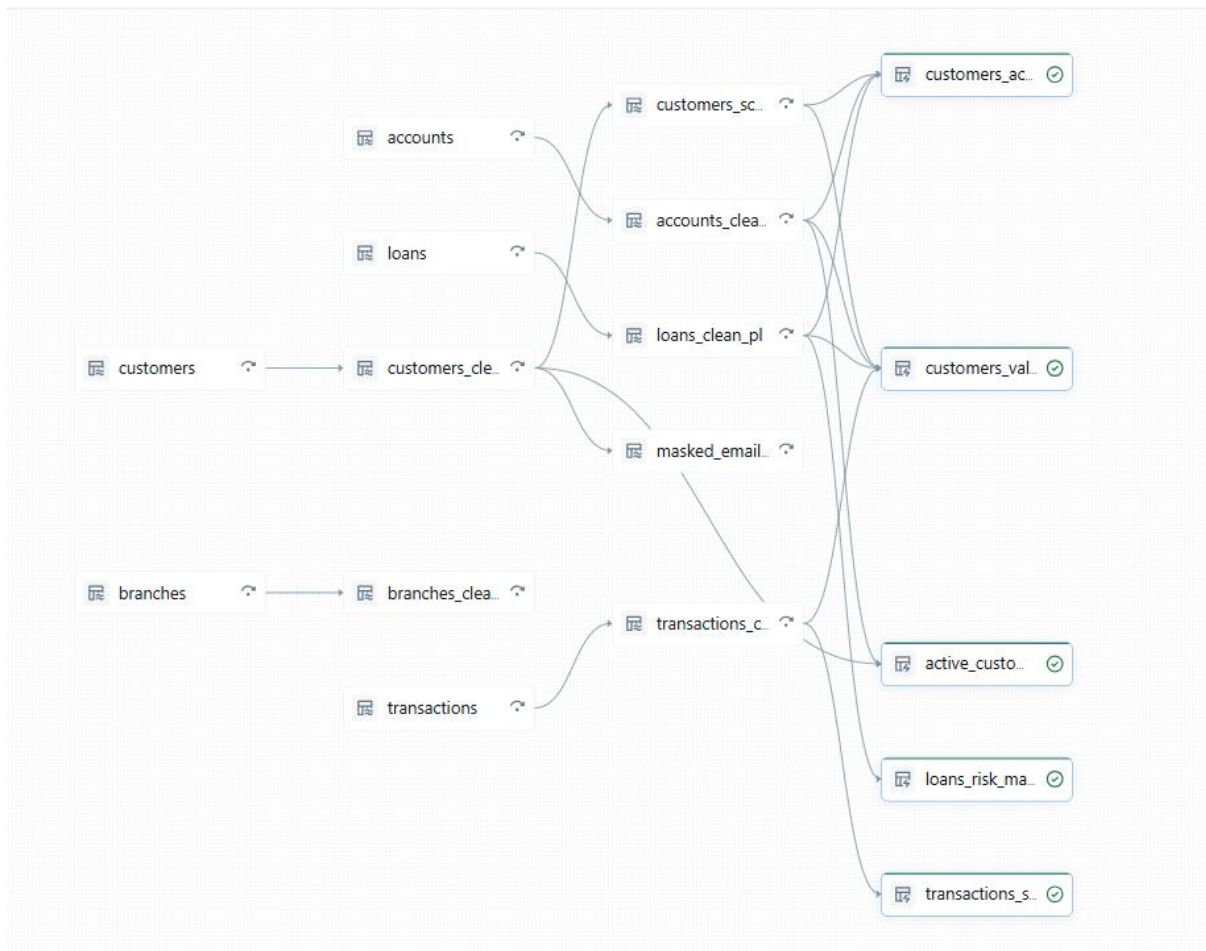 customers
branches
accounts
loans
customers_cle...
branches_clea...
transactions
customers_sc...
accounts_clea...
loans_clean_pl
masked_email...
transactions_c...
customers_ac...
customers_val...
active_custo...
loans_risk_ma...
transactions_s...